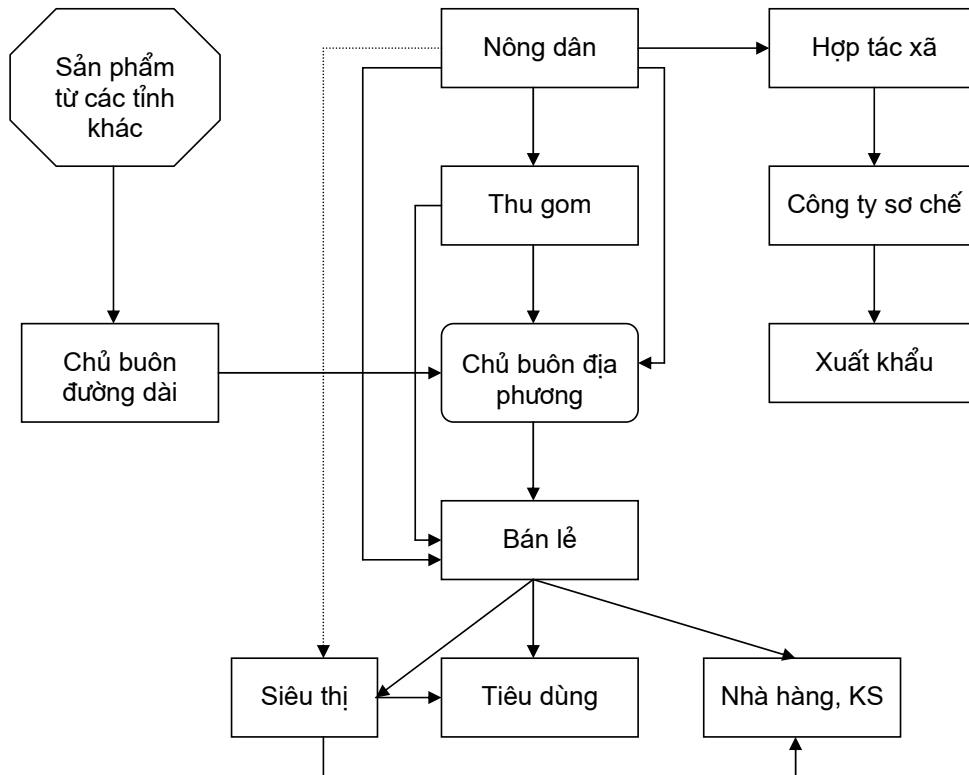 Nông dân
Hợp tác xã
Sản phẩm
từ các tỉnh
khác
Thu gom
Công ty sơ chế
Chủ buôn
đường dài
Chủ buôn địa
phương
Xuất khẩu
Bán lẻ
Siêu thị
Tiêu dùng
Nhà hàng, KS